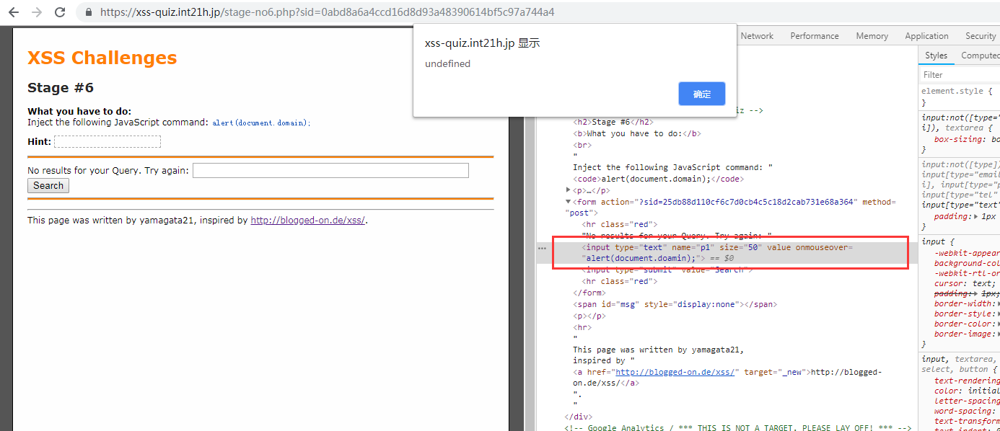 https://xss-quiz.int21h.jp/stage-no6.php?sid=0abd8a6a4ccd16d8d93a48390614bf5c97a744a4
xss-quiz.int21h.jp 显示
undefined
确定
XSS Challenges
Stage #6
What you have to do:
Inject the following JavaScript command: alert(document.domain);
Hint:
No results for your Query. Try again:
Search
This page was written by yamagata21, inspired by http://blogged-on.de/xss/.
Network Performance Memory Application Security
iz -->
<h2>Stage #6</h2>
<b>What you have to do:</b>
<br>
"
Inject the following JavaScript command: "
<code>alert(document.domain);</code>
<p>…</p>
<form action="?sid=25db88d110cf6c7d0cb4c5c18d2cab731e68a364" method=
"post">
<hr class="red">
"No results for your Query. Try again: "
<input type="text" name="p1" size="50" value onmouseover=
"alert(document.doamin);"> == $0
<input type="submit" value="Search">
<hr class="red">
</form>
<span id="msg" style="display:none"></span>
<p></p>
<hr>
"
This page was written by yamagata21,
inspired by "
<a href="http://blogged-on.de/xss/" target="_new">http://blogged-
on.de/xss/</a>
".
"
</div>
<!-- Google Analytics / *** THIS IS NOT A TARGET. PLEASE LAY OFF! *** -->
Styles Computed
Filter
element.style {
}
input:not([type="
i]), textarea {
box-sizing: bo
}
input:not([type])
input[type="email
i], input[type="p
input[type="tel"
input[type="text"
padding: 1px
}
input {
-webkit-appear
background-col
-webkit-rtl-or
cursor: text;
padding: 1px;
border-width:
border-style:
border-color:
border-image:
}
input, textarea,
select, button {
text-rendering
color: initial
letter-spacing
word-spacing:
text-transform
text-indent: 0